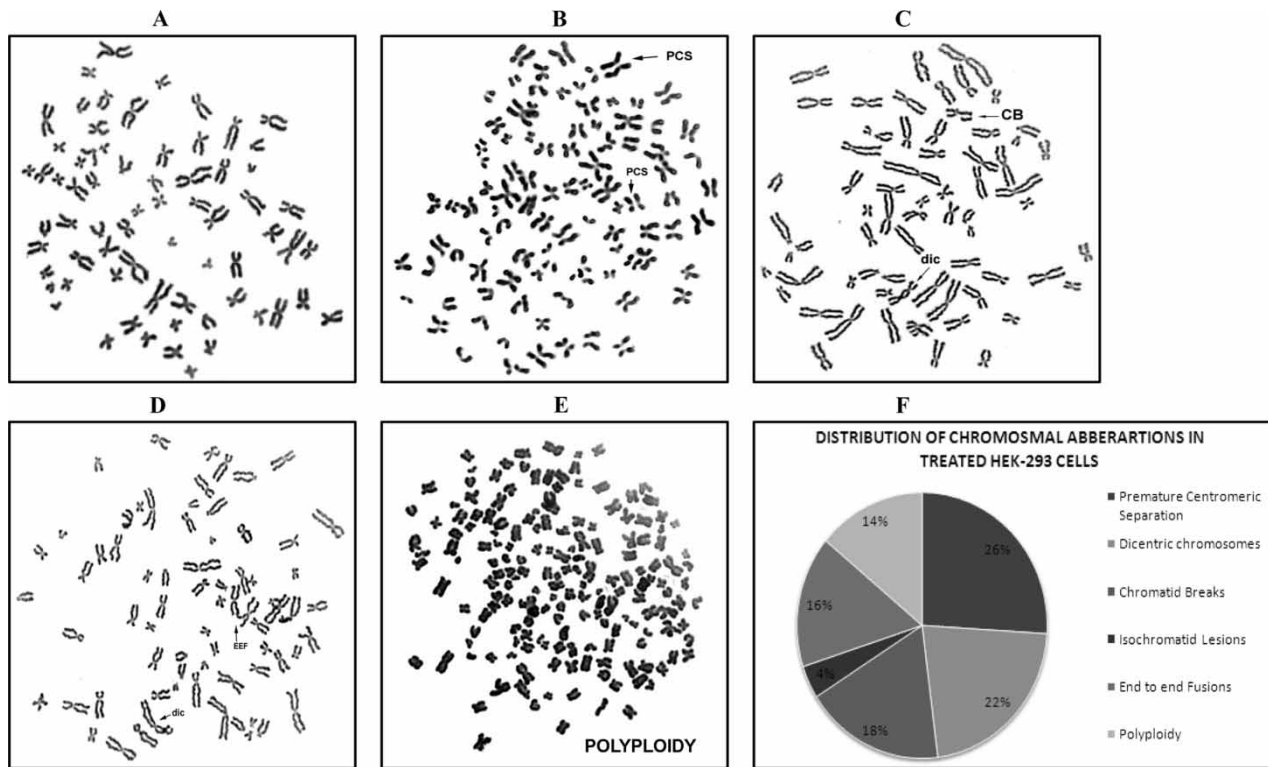 A
B
C
PCS
PCS
CB
dic
D
E
F
EEF
dic
POLYPLOIDY
DISTRIBUTION OF CHROMOSMAL ABBERARTIONS IN
TREATED HEK-293 CELLS
14%
26%
16%
4%
18%
22%
Premature Centromeric
Separation
Dicentric chromosomes
Chromatid Breaks
Isochromatid Lesions
End to end Fusions
Polyploidy